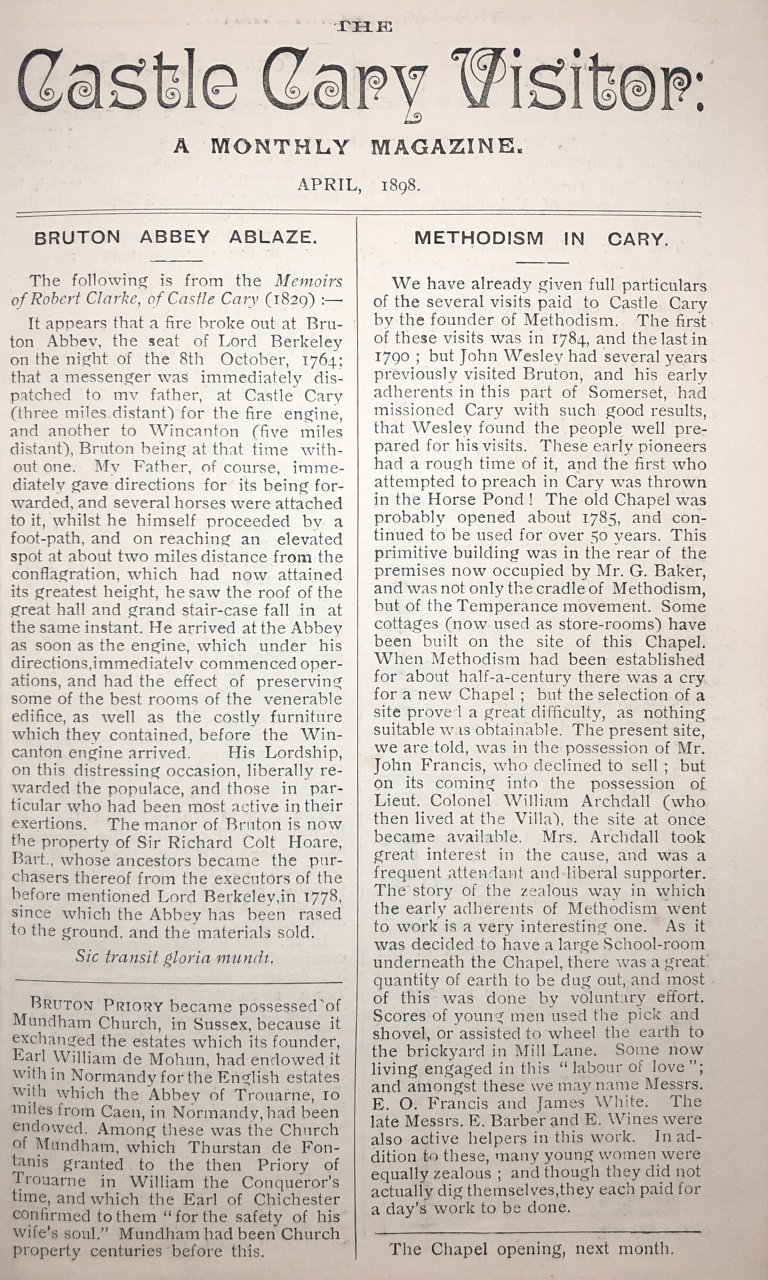 THE
Castle Cary Visitor:
A MONTHLY MAGAZINE.
APRIL, 1898.
BRUTON ABBEY ABLAZE.
The following is from the Memoirs
of Robert Clarke, of Castle Cary (1829) :—
It appears that a fire broke out at Bru-
ton Abbey, the seat of Lord Berkeley
on the night of the 8th October, 1764;
that a messenger was immediately dis-
patched to my father, at Castle Cary
(three miles distant) for the fire engine,
and another to Wincanton (five miles
distant), Bruton being at that time with-
out one. My Father, of course, imme-
diately gave directions for its being for-
warded, and several horses were attached
to it, whilst he himself proceeded by a
foot-path, and on reaching an elevated
spot at about two miles distance from the
conflagration, which had now attained
its greatest height, he saw the roof of the
great hall and grand stair-case fall in at
the same instant. He arrived at the Abbey
as soon as the engine, which under his
directions,immediately commenced oper-
ations, and had the effect of preserving
some of the best rooms of the venerable
edifice, as well as the costly furniture
which they contained, before the Win-
canton engine arrived. His Lordship,
on this distressing occasion, liberally re-
warded the populace, and those in par-
ticular who had been most active in their
exertions. The manor of Bruton is now
the property of Sir Richard Colt Hoare,
Bart., whose ancestors became the pur-
chasers thereof from the executors of the
before mentioned Lord Berkeley,in 1778,
since which the Abbey has been rased
to the ground. and the materials sold.
Sic transit gloria mundi.
BRUTON PRIORY became possessed of
Mundham Church, in Sussex, because it
exchanged the estates which its founder,
Earl William de Mohun, had endowed it
with in Normandy for the English estates
with which the Abbey of Trouarne, 10
miles from Caen, in Normandy, had been
endowed. Among these was the Church
of Mundham, which Thurstan de Fon-
tanis granted to the then Priory of
Trouarne in William the Conqueror's
time, and which the Earl of Chichester
confirmed to them "for the safety of his
wife's soul." Mundham had been Church
property centuries before this.
METHODISM IN CARY.
We have already given full particulars
of the several visits paid to Castle Cary
by the founder of Methodism. The first
of these visits was in 1784, and the last in
1790 ; but John Wesley had several years
previously visited Bruton, and his early
adherents in this part of Somerset, had
missioned Cary with such good results,
that Wesley found the people well pre-
pared for his visits. These early pioneers
had a rough time of it, and the first who
attempted to preach in Cary was thrown
in the Horse Pond ! The old Chapel was
probably opened about 1785, and con-
tinued to be used for over 50 years. This
primitive building was in the rear of the
premises now occupied by Mr. G. Baker,
and was not only the cradle of Methodism,
but of the Temperance movement. Some
cottages (now used as store-rooms) have
been built on the site of this Chapel.
When Methodism had been established
for about half-a-century there was a cry
for a new Chapel ; but the selection of a
site proved a great difficulty, as nothing
suitable was obtainable. The present site,
we are told, was in the possession of Mr.
John Francis, who declined to sell ; but
on its coming into the possession of
Lieut. Colonel William Archdall (who
then lived at the Villa), the site at once
became available. Mrs. Archdall took
great interest in the cause, and was a
frequent attendant and liberal supporter.
The story of the zealous way in which
the early adherents of Methodism went
to work is a very interesting one. As it
was decided to have a large School-room
underneath the Chapel, there was a great
quantity of earth to be dug out, and most
of this was done by voluntary effort.
Scores of young men used the pick and
shovel, or assisted to wheel the earth to
the brickyard in Mill Lane. Some now
living engaged in this "labour of love";
and amongst these we may name Messrs.
E. O. Francis and James White. The
late Messrs. E. Barber and E. Wines were
also active helpers in this work. In ad-
dition to these, many young women were
equally zealous ; and though they did not
actually dig themselves,they each paid for
a day's work to be done.
The Chapel opening, next month.